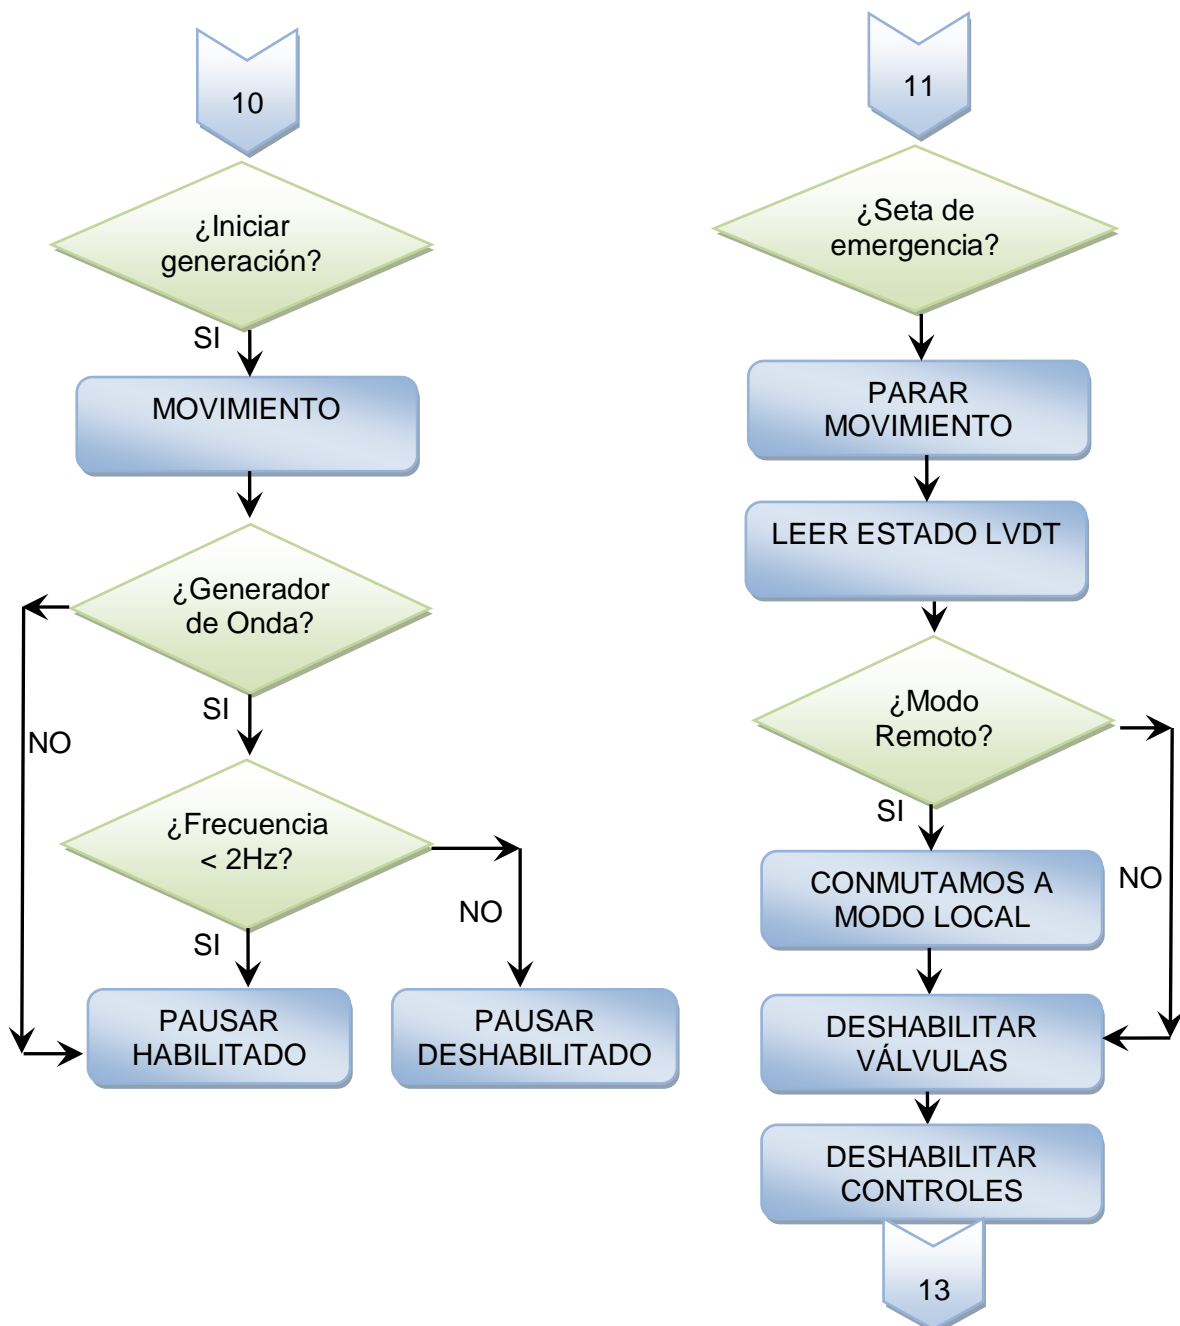 10
¿Iniciar
generación?
SI
MOVIMIENTO
¿Generador
de Onda?
SI
NO
¿Frecuencia
< 2Hz?
NO
SI
PAUSAR
HABILITADO
PAUSAR
DESHABILITADO
11
¿Seta de
emergencia?
PARAR
MOVIMIENTO
LEER ESTADO LVDT
¿Modo
Remoto?
SI
CONMUTAMOS A
MODO LOCAL
NO
DESHABILITAR
VÁLVULAS
DESHABILITAR
CONTROLES
13